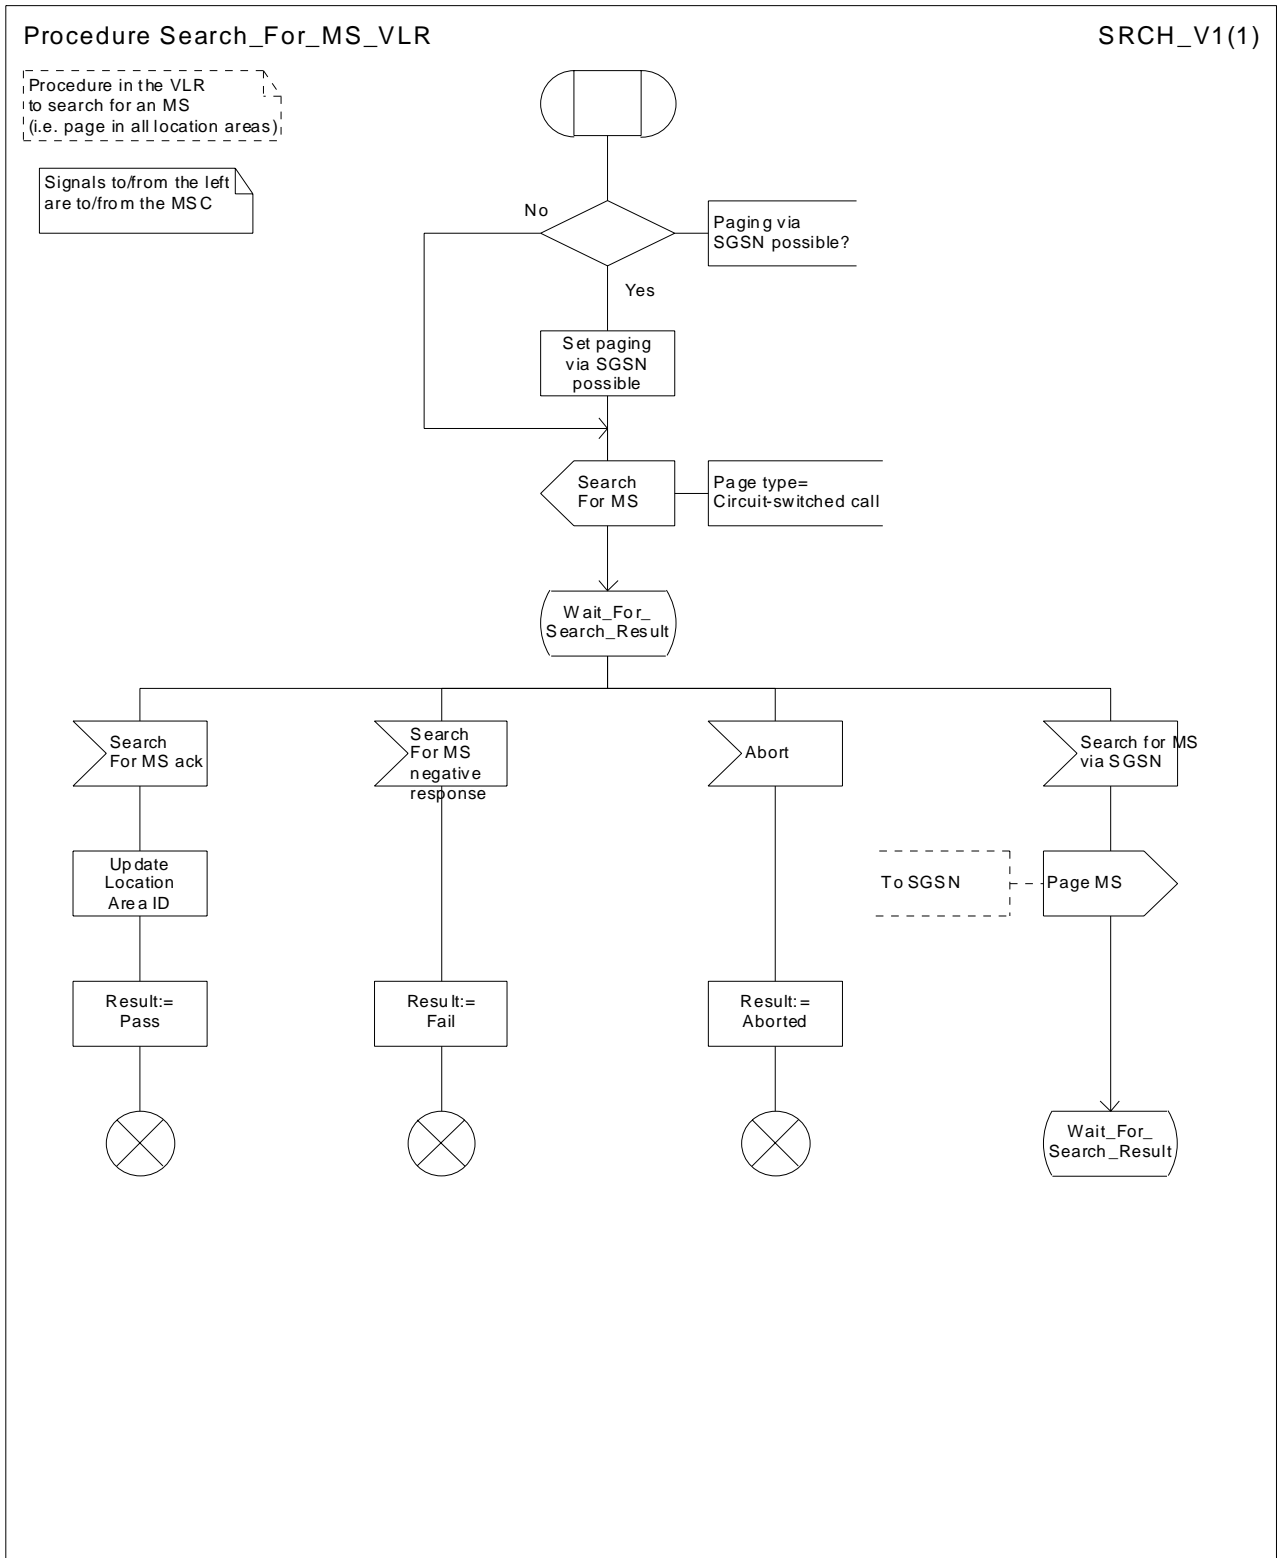 Procedure Search_For_MS_VLR
SRCH_V1(1)
Procedure in the VLR
to search for an MS
(i.e. page in all location areas)
Signals to/from the left
are to/from the MSC
No
Paging via
SGSN possible?
Yes
Set paging
via SGSN
possible
Search
For MS
Page type=
Circuit-switched call
Wait_For_
Search_Result
Search
For MS ack
Search
For MS
negative
response
Abort
Search for MS
via SGSN
Update
Location
Area ID
To SGSN
Page MS
Result:=
Pass
Result:=
Fail
Result:=
Aborted
Wait_For_
Search_Result